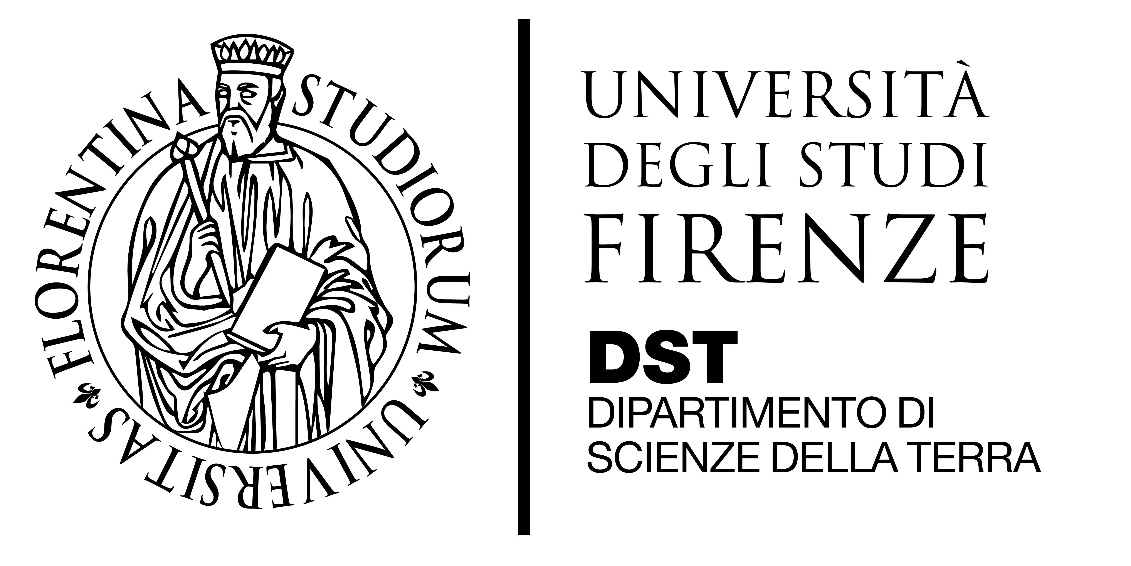 FLORENTINA STUDIORUM UNIVERSITAS
UNIVERSITÀ
DEGLI STUDI
FIRENZE
DST
DIPARTIMENTO DI
SCIENZE DELLA TERRA